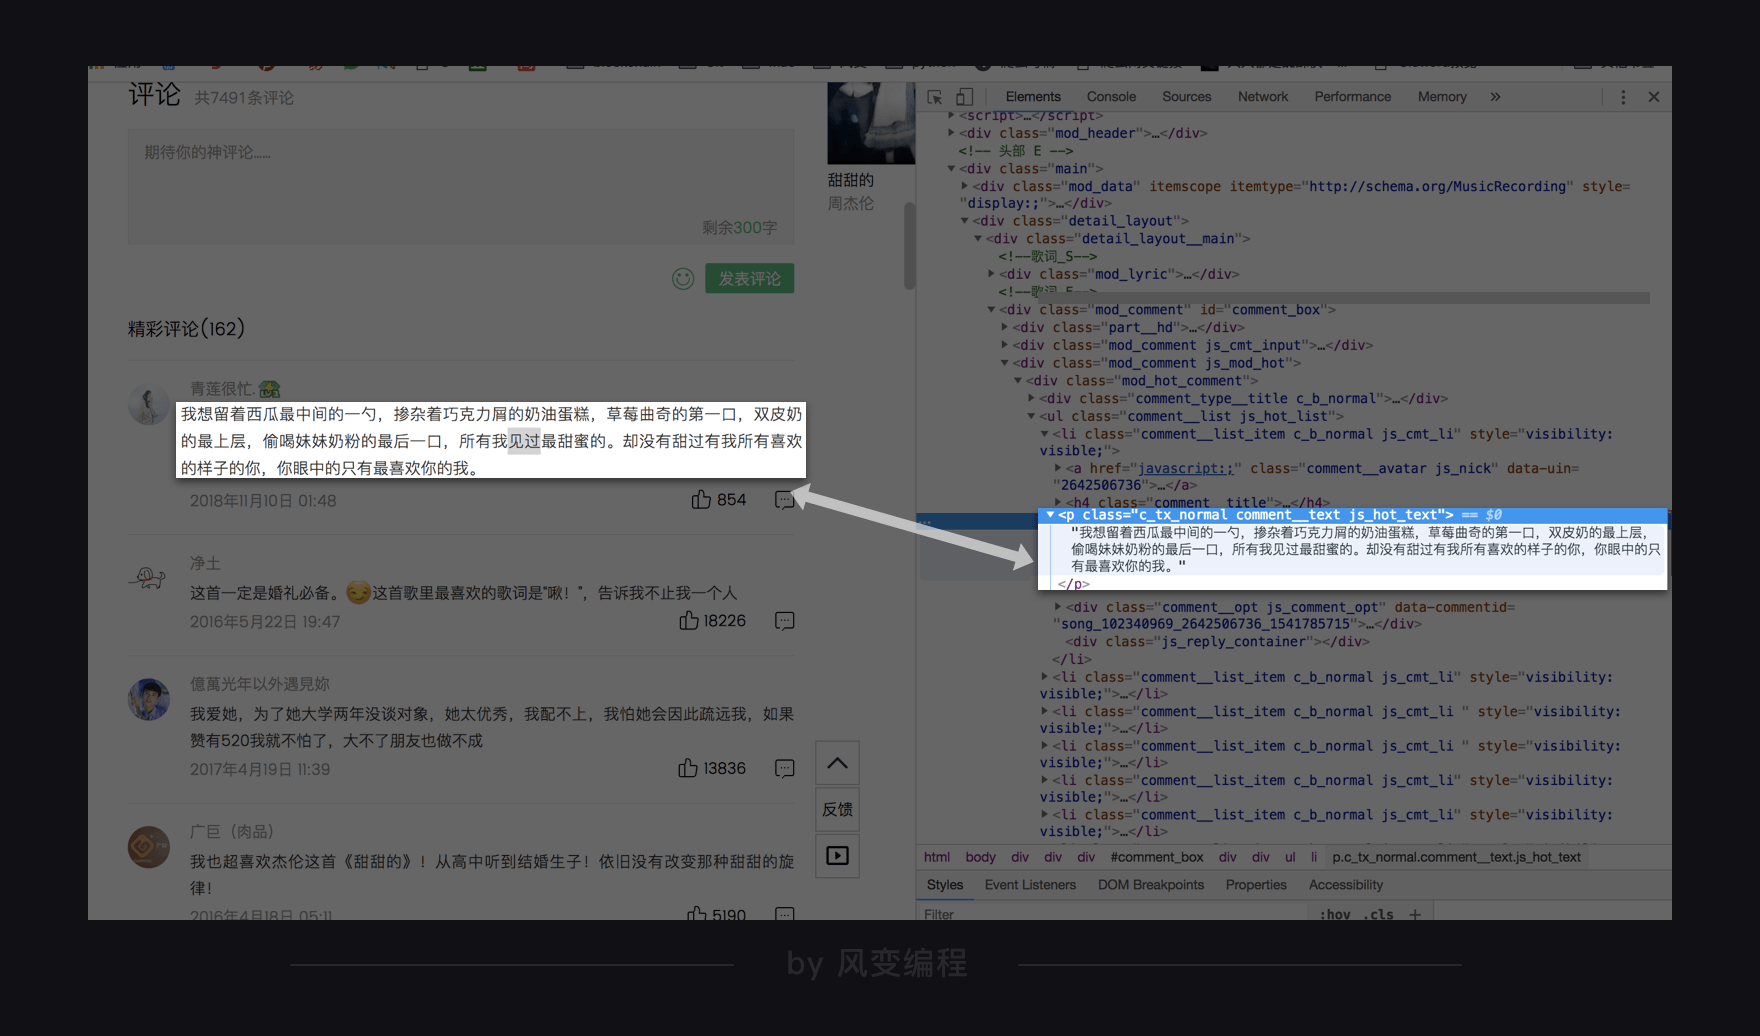 评论 共7491条评论
期待你的神评论......
剩余300字
发表评论
精彩评论(162)
青莲很忙.
我想留着西瓜最中间的一勺，掺杂着巧克力屑的奶油蛋糕，草莓曲奇的第一口，双皮奶
的最上层，偷喝妹妹奶粉的最后一口，所有我见过最甜蜜的。却没有甜过有我所有喜欢
的样子的你，你眼中的只有最喜欢你的我。
2018年11月10日 01:48
854
净土
这首一定是婚礼必备。这首歌里最喜欢的歌词是"啾！"，告诉我不止我一个人
2016年5月22日 19:47
18226
億萬光年以外遇見妳
我爱她，为了她大学两年没谈对象，她太优秀，我配不上，我怕她会因此疏远我，如果
赞有520我就不怕了，大不了朋友也做不成
2017年4月19日 11:39
13836
广巨（肉品）
我也超喜欢杰伦这首《甜甜的》！从高中听到结婚生子！依旧没有改变那种甜甜的旋
律！
2016年4月18日 05:11
5190
甜甜的
周杰伦
反馈
Elements Console Sources Network Performance Memory »
<script>…</script>
<div class="mod_header">…</div>
<!-- 头部 E -->
<div class="main">
<div class="mod_data" itemscope itemtype="http://schema.org/MusicRecording" style=
"display:;">…</div>
<div class="detail_layout">
<div class="detail_layout__main">
<!--歌词_S-->
<div class="mod_lyric">…</div>
<!--歌词_E-->
<div class="mod_comment" id="comment_box">
<div class="part__hd">…</div>
<div class="mod_comment js_cmt_input">…</div>
<div class="mod_comment js_mod_hot">
<div class="mod_hot_comment">
<div class="comment_type__title c_b_normal">…</div>
<ul class="comment__list js_hot_list">
<li class="comment__list_item c_b_normal js_cmt_li" style="visibility:
visible;">
<a href="javascript:;" class="comment__avatar js_nick" data-uin=
"2642506736">…</a>
<h4 class="comment__title">…</h4>
<p class="c_tx_normal comment__text js_hot_text"> == $0
"我想留着西瓜最中间的一勺，掺杂着巧克力屑的奶油蛋糕，草莓曲奇的第一口，双皮奶的最上层，
偷喝妹妹奶粉的最后一口，所有我见过最甜蜜的。却没有甜过有我所有喜欢的样子的你，你眼中的只
有最喜欢你的我。"
</p>
<div class="comment__opt js_comment_opt" data-commentid=
"song_102340969_2642506736_1541785715">…</div>
<div class="js_reply_container"></div>
</li>
<li class="comment__list_item c_b_normal js_cmt_li" style="visibility:
visible;">…</li>
<li class="comment__list_item c_b_normal js_cmt_li " style="visibility:
visible;">…</li>
<li class="comment__list_item c_b_normal js_cmt_li " style="visibility:
visible;">…</li>
<li class="comment__list_item c_b_normal js_cmt_li" style="visibility:
visible;">…</li>
<li class="comment__list_item c_b_normal js_cmt_li" style="visibility:
visible;">…</li>
html body div div div #comment_box div div ul li p.c_tx_normal.comment__text.js_hot_text
Styles Event Listeners DOM Breakpoints Properties Accessibility
Filter :hov .cls +
by 风变编程